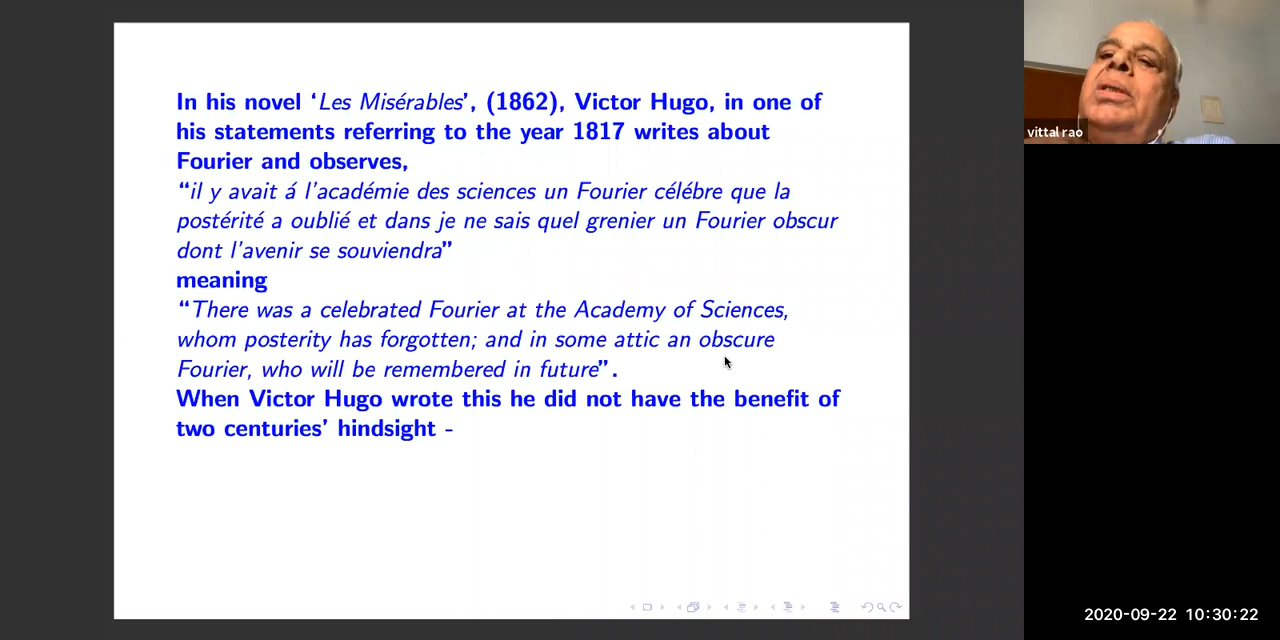 In his novel ‘Les Misérables’, (1862), Victor Hugo, in one of
his statements referring to the year 1817 writes about
Fourier and observes,
“il y avait á l’académie des sciences un Fourier célébre que la
postérité a oublié et dans je ne sais quel grenier un Fourier obscur
dont l’avenir se souviendra”
meaning
“There was a celebrated Fourier at the Academy of Sciences,
whom posterity has forgotten; and in some attic an obscure
Fourier, who will be remembered in future”.
When Victor Hugo wrote this he did not have the benefit of
two centuries’ hindsight -
vittal rao
2020-09-22 10:30:22